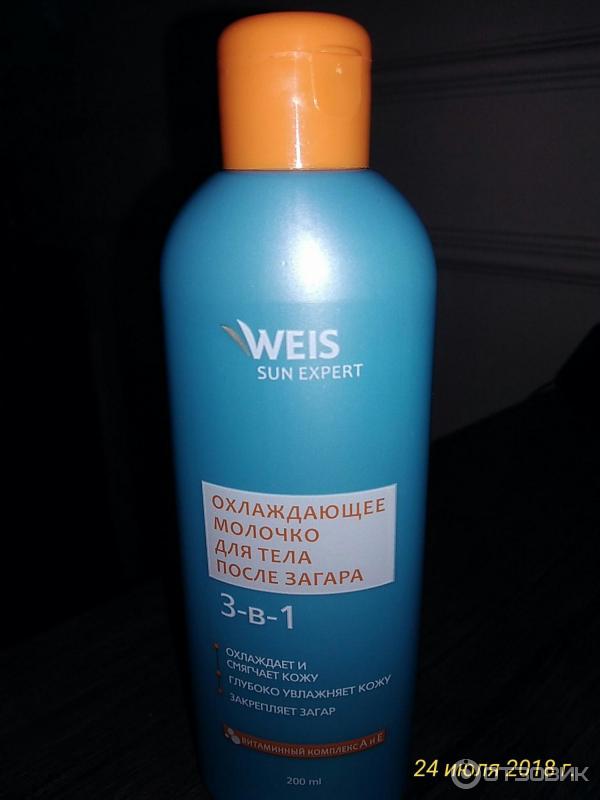 WEIS
SUN EXPERT
ОХЛАЖДАЮЩЕЕ
МОЛОЧКО
ДЛЯ ТЕЛА
ПОСЛЕ ЗАГАРА
3-в-1
ОХЛАЖДАЕТ И
СМЯГЧАЕТ КОЖУ
ГЛУБОКО УВЛАЖНЯЕТ КОЖУ
ЗАКРЕПЛЯЕТ ЗАГАР
ВИТАМИННЫЙ КОМПЛЕКС А И Е
200 ml
24 июля 2018 г.
ОТЗОВИК